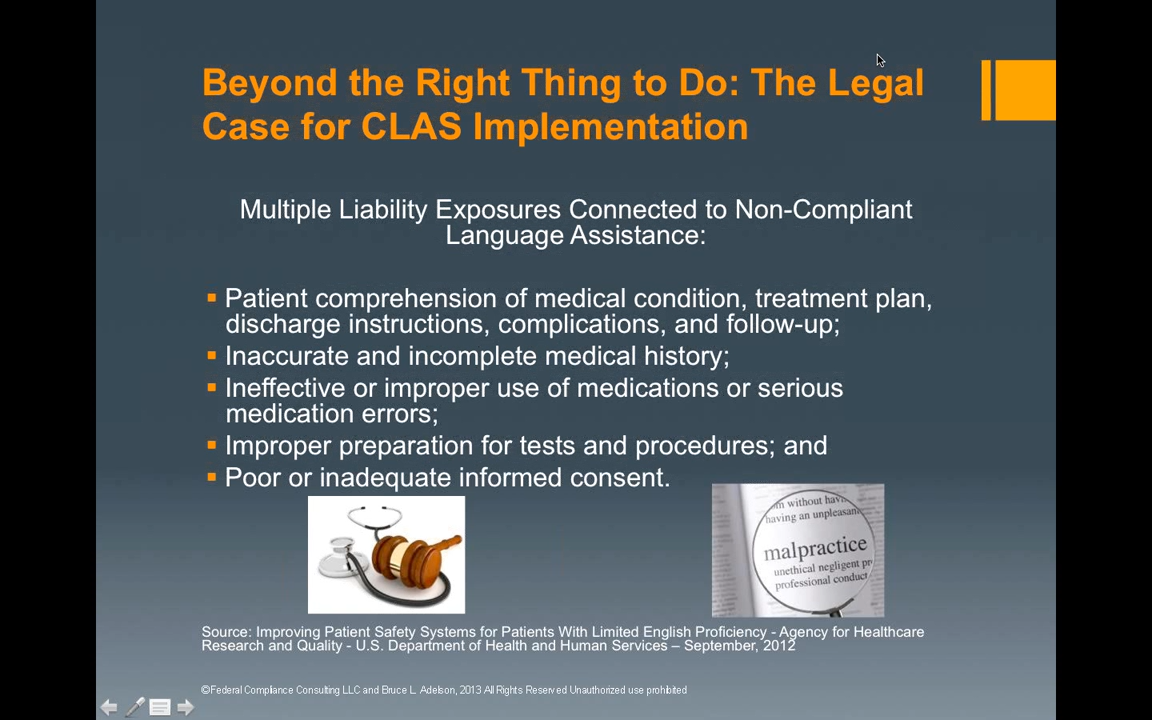 Beyond the Right Thing to Do: The Legal
Case for CLAS Implementation
Multiple Liability Exposures Connected to Non-Compliant
Language Assistance:
Patient comprehension of medical condition, treatment plan,
discharge instructions, complications, and follow-up;
Inaccurate and incomplete medical history;
Ineffective or improper use of medications or serious
medication errors;
Improper preparation for tests and procedures; and
Poor or inadequate informed consent.
without
having an unpleasant
malpractice
unethical negligent
professional conduct
Source: Improving Patient Safety Systems for Patients With Limited English Proficiency - Agency for Healthcare
Research and Quality - U.S. Department of Health and Human Services – September, 2012
©Federal Compliance Consulting LLC and Bruce L. Adelson, 2013 All Rights Reserved Unauthorized use prohibited